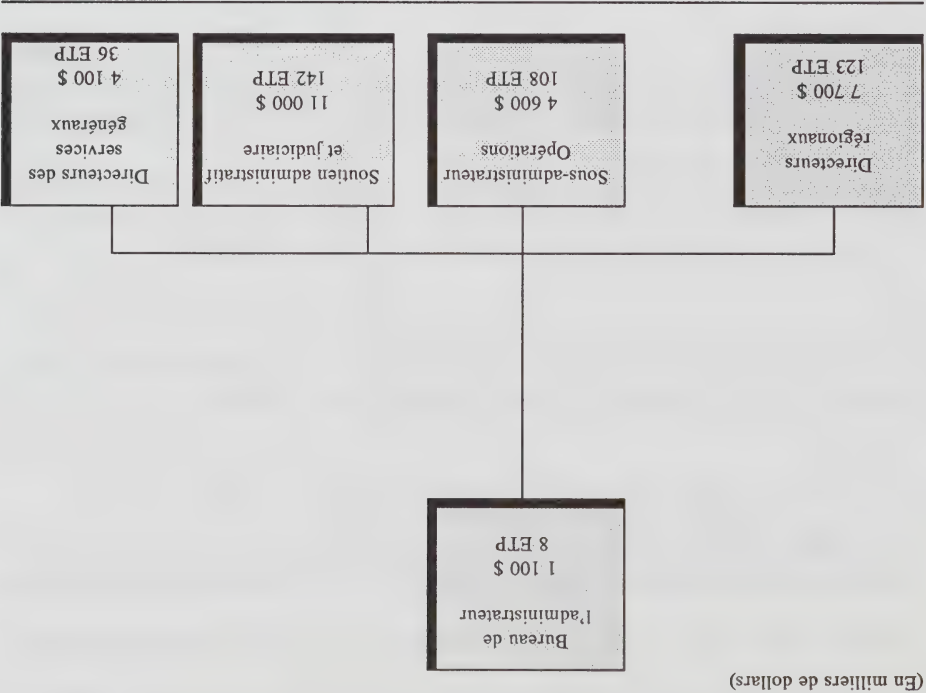 (En milliers de dollars)
Bureau de
l'administrateur
1 100 $
8 ETP
Directeurs des
services
généraux
4 100 $
36 ETP
Soutien administratif
et judiciaire
11 000 $
142 ETP
Sous-administrateur
Opérations
4 600 $
108 ETP
Directeurs
régionaux
7 700 $
123 ETP